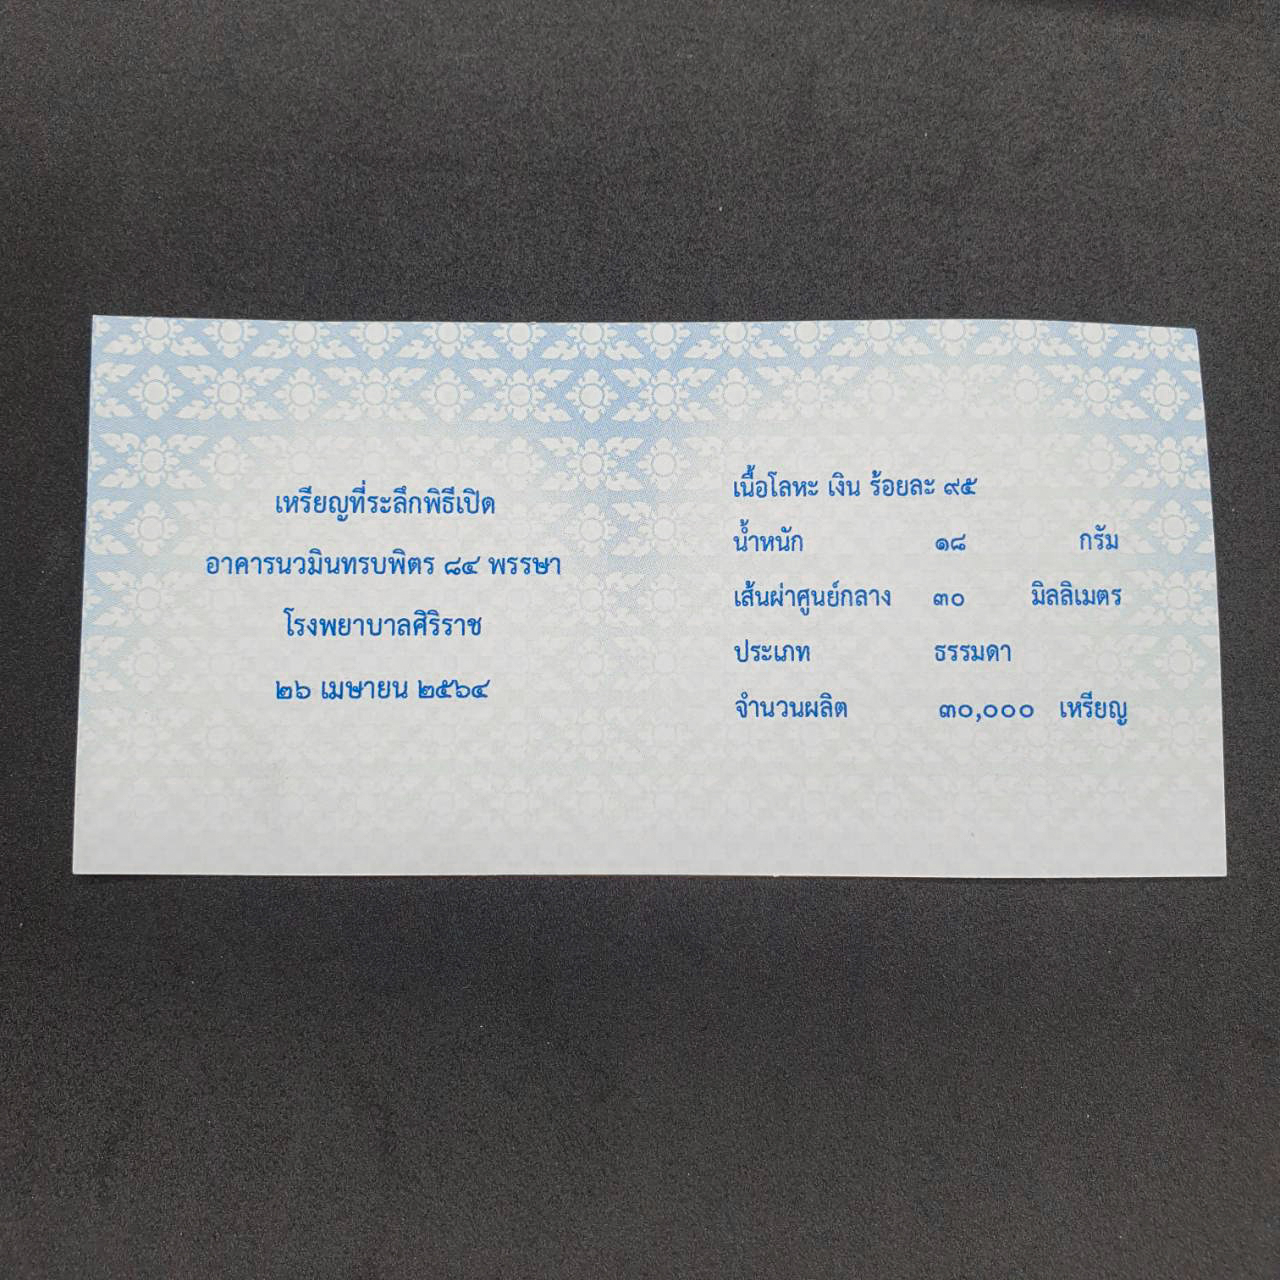 เหรียญที่ระลึกพิธีเปิด
อาคารนวมินทรบพิตร ๘๔ พรรษา
โรงพยาบาลศิริราช
๒๖ เมษายน ๒๕๖๔
เนื้อโลหะ เงิน ร้อยละ ๙๕
น้ำหนัก ๑๘ กรัม
เส้นผ่าศูนย์กลาง ๓๐ มิลลิเมตร
ประเภท ธรรมดา
จำนวนผลิต ๓๐,๐๐๐ เหรียญ